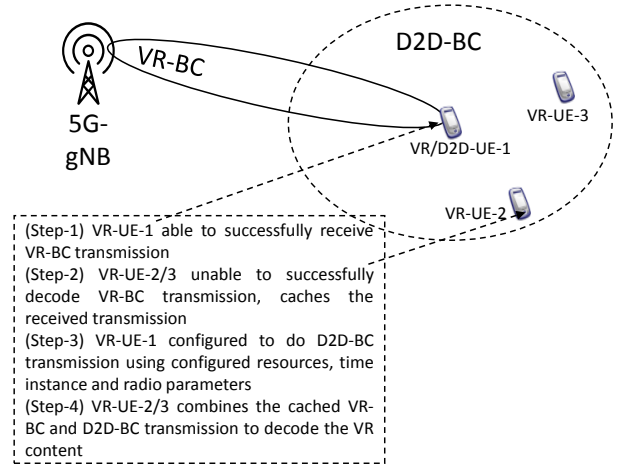 VR-BC
D2D-BC
5G-
gNB
VR-UE-3
VR/D2D-UE-1
VR-UE-2
(Step-1) VR-UE-1 able to successfully receive
VR-BC transmission
(Step-2) VR-UE-2/3 unable to successfully
decode VR-BC transmission, caches the
received transmission
(Step-3) VR-UE-1 configured to do D2D-BC
transmission using configured resources, time
instance and radio parameters
(Step-4) VR-UE-2/3 combines the cached VR-
BC and D2D-BC transmission to decode the VR
content